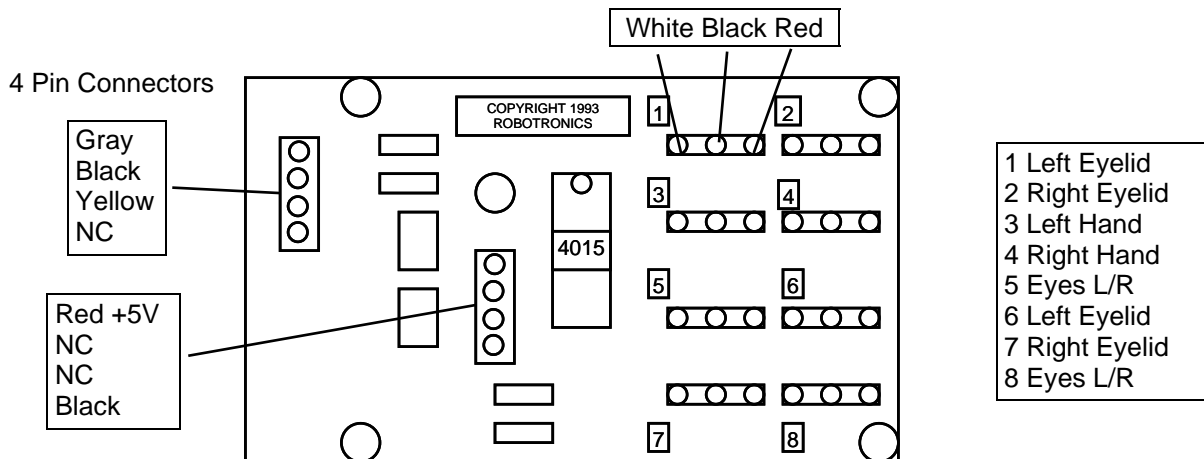 White Black Red
4 Pin Connectors
COPYRIGHT 1993
ROBOTRONICS
Gray
Black
Yellow
NC
Red +5V
NC
NC
Black
4015
1
2
3
4
5
6
7
8
1 Left Eyelid
2 Right Eyelid
3 Left Hand
4 Right Hand
5 Eyes L/R
6 Left Eyelid
7 Right Eyelid
8 Eyes L/R